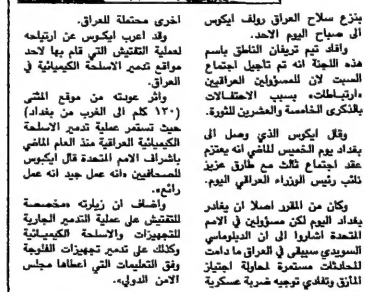 بنزع سلاح العراق رولف ايكوس
الى صباح اليوم الاحد.
وافاد تيم تريفان الناطق باسم
هذه اللجنة انه تم تاجيل اجتماع
السبت لان للمسؤولين العراقيين
«ارتباطات» بسبب الاحتفالات
بالذكرى الخامسة والعشرين للثورة.
وقال ايكوس الذي وصل الى
بغداد يوم الخميس الماضي انه يعتزم
عقد اجتماع ثالث مع طارق عزيز
نائب رئيس الوزراء العراقي اليوم.
وكان من المقرر اصلا ان يغادر
بغداد اليوم لكن مسؤولين في الامم
المتحدة اشاروا الى ان الدبلوماسي
السويدي سيبقى في العراق ما دامت
المحادثات مستمرة لمحاولة اجتياز
المازق وتفادي توجيه ضربة عسكرية
اخرى محتملة للعراق.
وقد اعرب ايكوس عن ارتياحه
لعملية التفتيش التي قام بها لاحد
مواقع تدمير الاسلحة الكيميائية في
العراق.
واثر عودته من موقع المثنى
(١٣٠ كلم الى الغرب من بغداد)
حيث تستمر عملية تدمير الاسلحة
الكيميائية العراقية منذ العام الماضي
باشراف الامم المتحدة قال ايكيوس
للصحافيين «انه عمل جيد انه عمل
رائع».
واضاف ان زيارته «مخصصة
للتفتيش على عملية التدمير الجارية
للتجهيزات والاسلحة الكيميائية
وكذلك على تدمير تجهيزات الفلوجة
وفق التعليمات التي اعطاها مجلس
الامن الدولي».